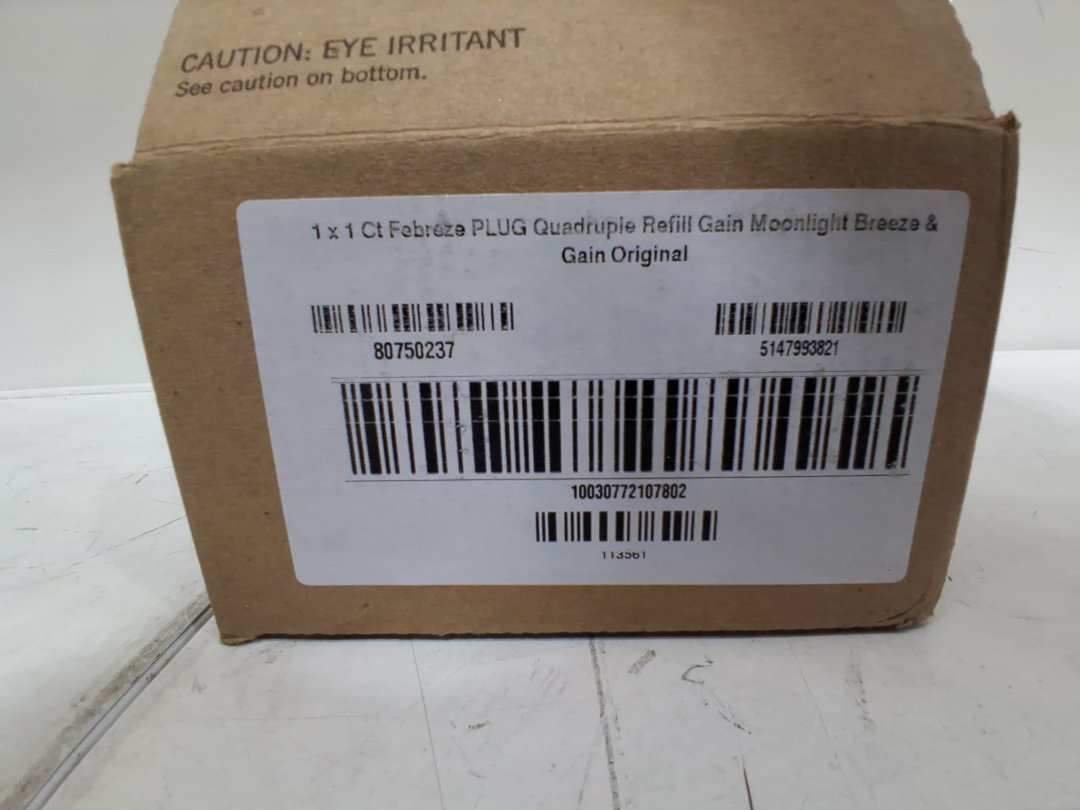 CAUTION: EYE IRRITANT
See caution on bottom.
1 x 1 Ct Febreze PLUG Quadruple Refill Gain Moonlight Breeze &
Gain Original
80750237
5147993821
10030772107802
113561